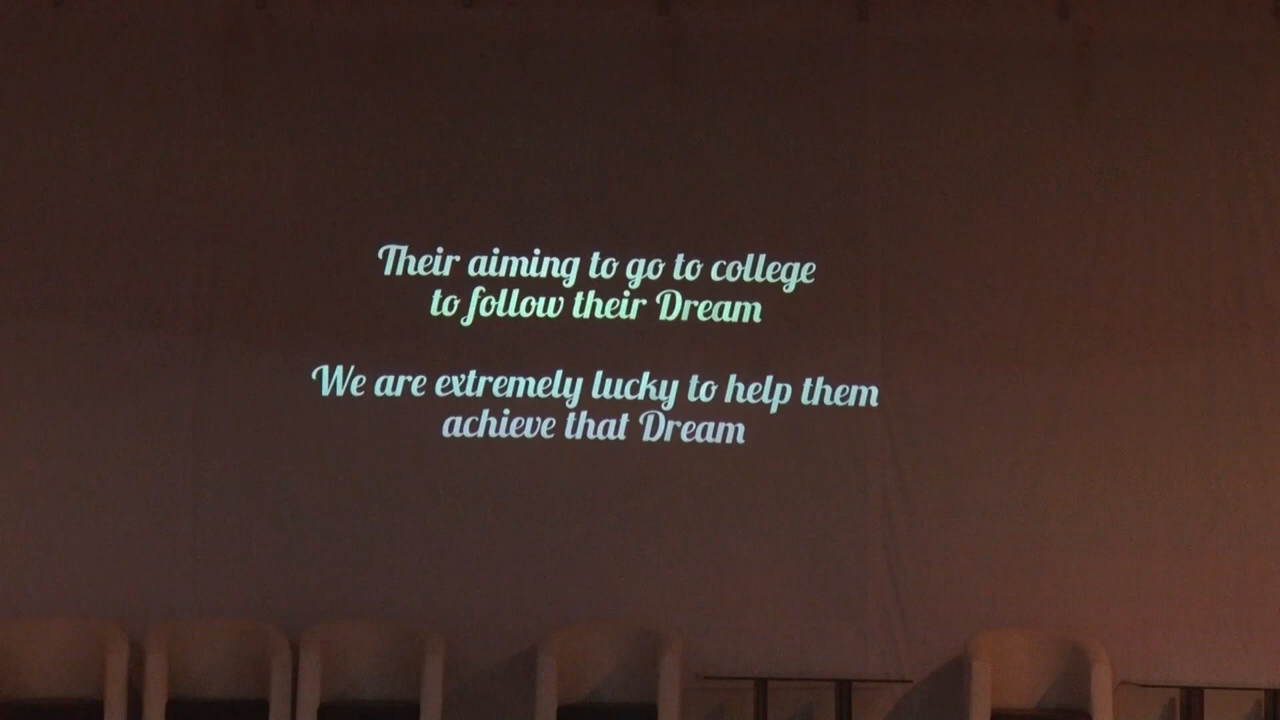 Their aiming to go to college
to follow their Dream
We are extremely lucky to help them
achieve that Dream